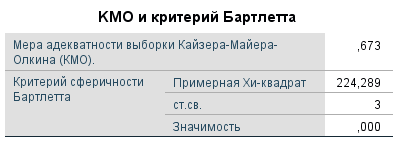 КМО и критерий Бартлетта
Мера адекватности выборки Кайзера-Майера-
Олкина (КМО). ,673
Критерий сферичности Примерная Хи-квадрат 224,289
Бартлетта
ст.св. 3
Значимость ,000